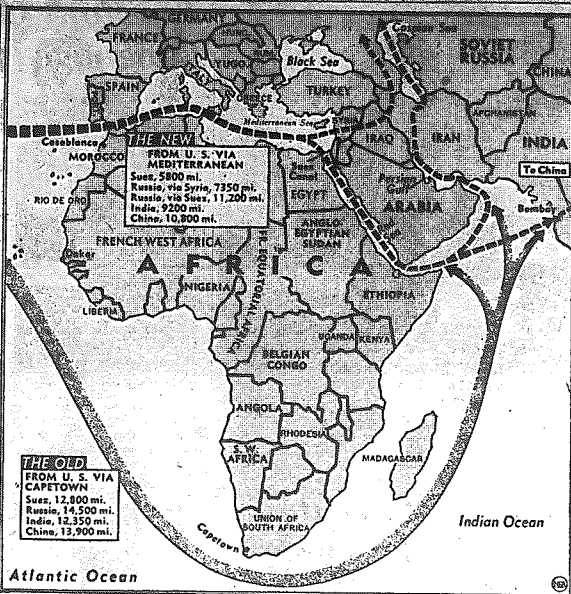 GERMANY
FRANCE
Caspian Sea
SOVIET
RUSSIA
Black Sea
CHINA
YUGO.
ITALY
SPAIN
GREECE
TURKEY
Mediterranean Sea
SYRIA
AFGHANISTAN
Casablanca
MOROCCO
IRAQ
IRAN
INDIA
THE NEW
FROM U. S. VIA
MEDITERRANEAN
Suez, 5800 mi.
Russia, via Syria, 7350 mi.
Russia, via Suez, 11,200 mi.
India, 9200 mi.
China, 10,800 mi.
Suez
Canal
EGYPT
Persian
Gulf
ARABIA
To China
Bombay
RIO DE ORO
Red
Sea
ANGLO
EGYPTIAN
SUDAN
FRENCH WEST AFRICA
Dakar
AFRICA
NIGERIA
FR. EQUATORIAL AFRICA
ETHIOPIA
LIBERIA
UGANDA
KENYA
BELGIAN
CONGO
ANGOLA
RHODESIA
S. W.
AFRICA
MADAGASCAR
THE OLD
FROM U. S. VIA
CAPETOWN
Suez, 12,800 mi.
Russia, 14,500 mi.
India, 12,350 mi.
China, 13,900 mi.
UNION OF
SOUTH AFRICA
Capetown
Indian Ocean
Atlantic Ocean